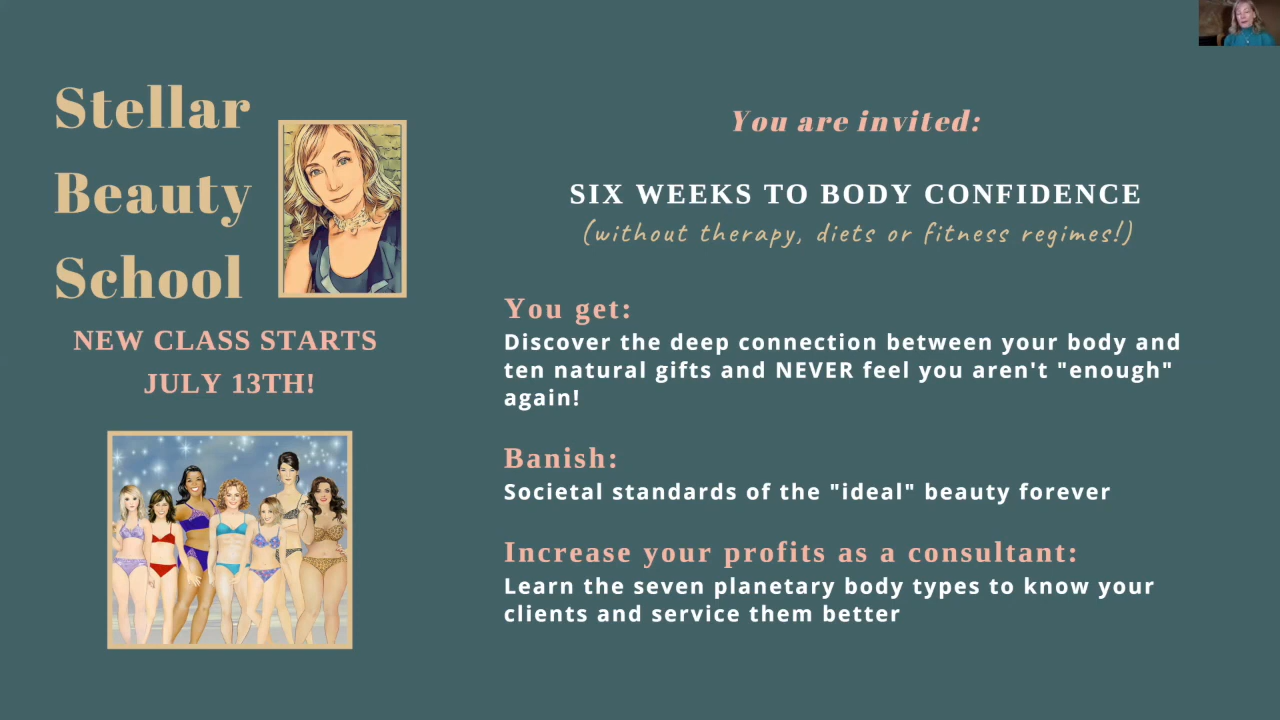 Stellar
Beauty
School
NEW CLASS STARTS
JULY 13TH!
You are invited:
SIX WEEKS TO BODY CONFIDENCE
(without therapy, diets or fitness regimes!)
You get:
Discover the deep connection between your body and
ten natural gifts and NEVER feel you aren't "enough"
again!
Banish:
Societal standards of the "ideal" beauty forever
Increase your profits as a consultant:
Learn the seven planetary body types to know your
clients and service them better